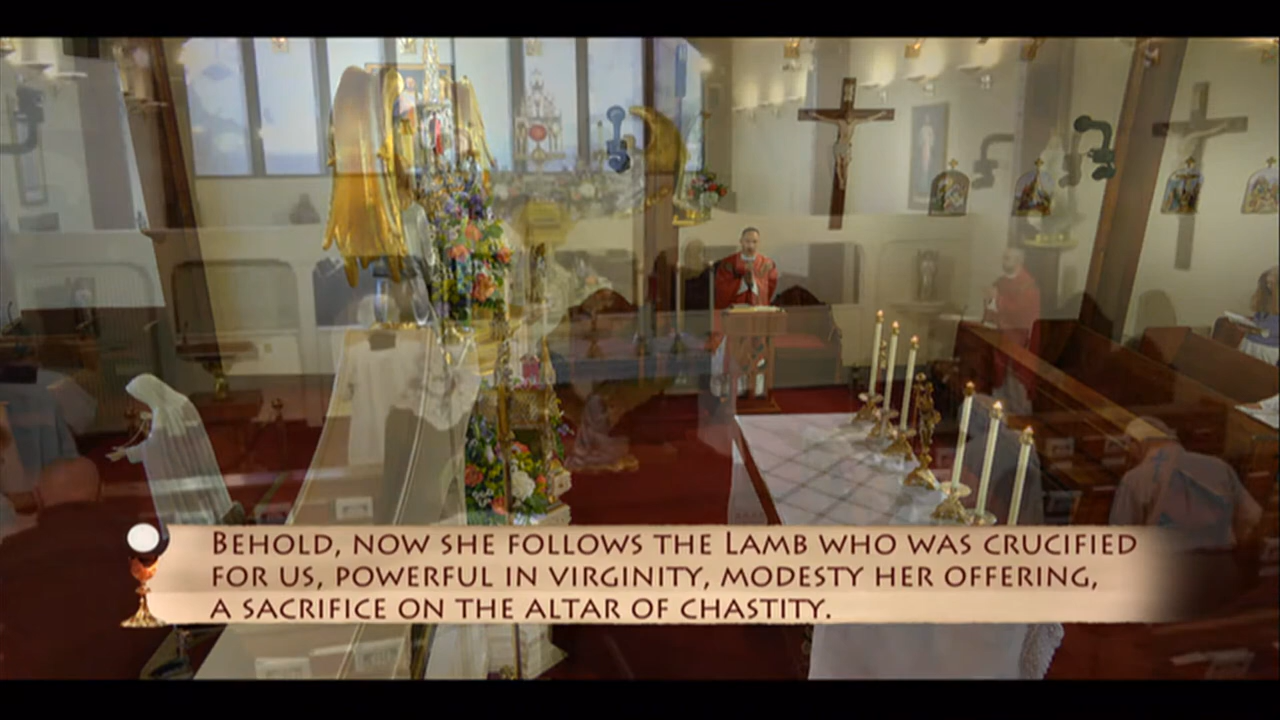 BEHOLD, NOW SHE FOLLOWS THE LAMB WHO WAS CRUCIFIED
FOR US, POWERFUL IN VIRGINITY, MODESTY HER OFFERING,
A SACRIFICE ON THE ALTAR OF CHASTITY.